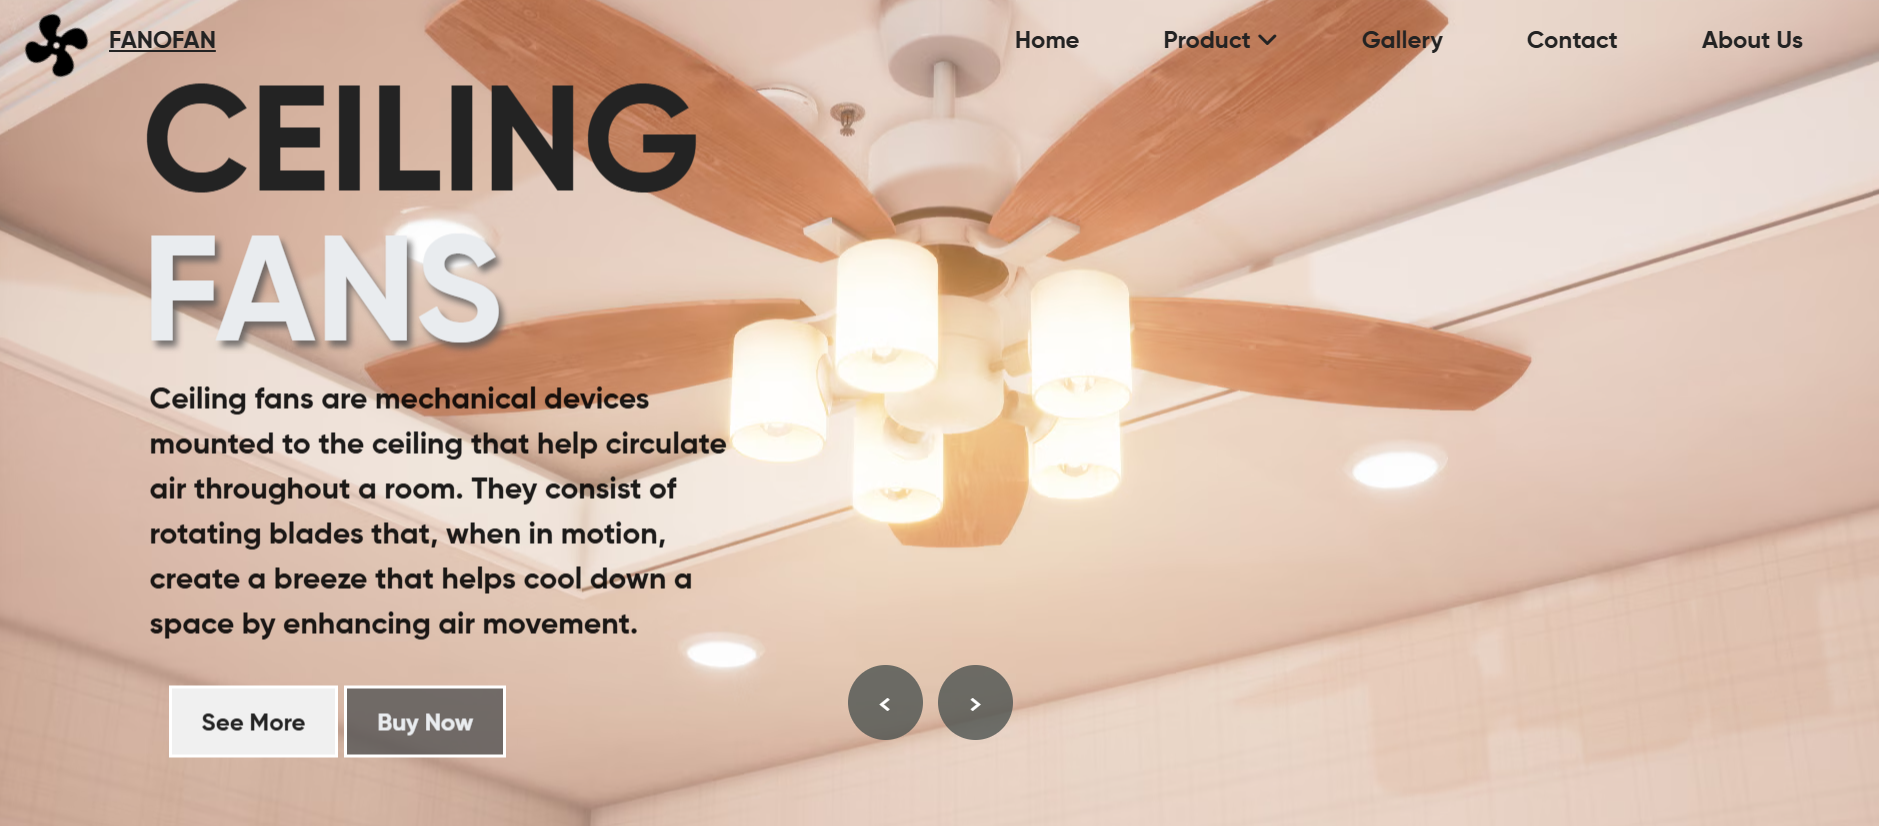 FANOFAN
Home
Product
Gallery
Contact
About Us
CEILING
FANS
Ceiling fans are mechanical devices
mounted to the ceiling that help circulate
air throughout a room. They consist of
rotating blades that, when in motion,
create a breeze that helps cool down a
space by enhancing air movement.
See More
Buy Now
<
>